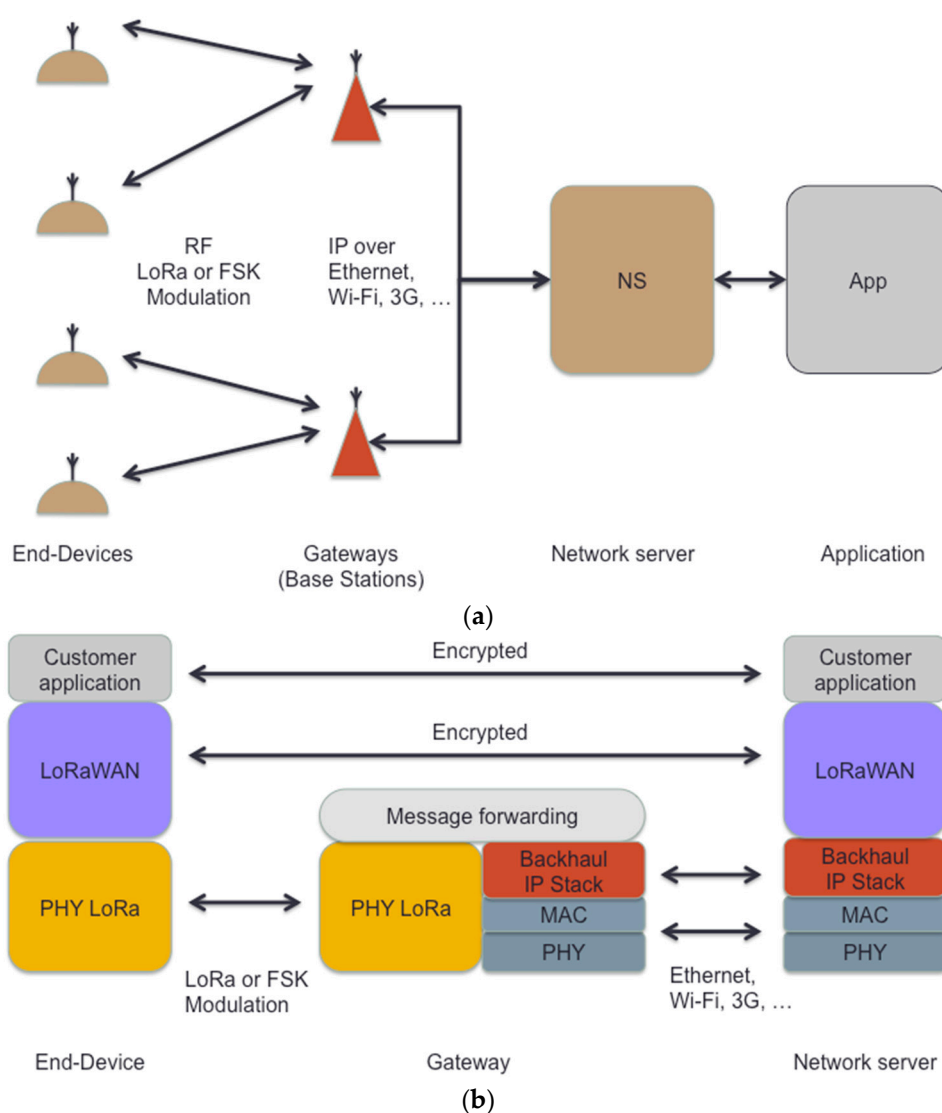 RF
LoRa or FSK
Modulation
IP over
Ethernet,
Wi-Fi, 3G, …
NS
App
End-Devices
Gateways
(Base Stations)
Network server
Application
(a)
Customer
application
Encrypted
Customer
application
LoRaWAN
Encrypted
LoRaWAN
Message forwarding
PHY LoRa
PHY LoRa
Backhaul
IP Stack
MAC
PHY
Backhaul
IP Stack
MAC
PHY
LoRa or FSK
Modulation
Ethernet,
Wi-Fi, 3G, …
End-Device
Gateway
Network server
(b)